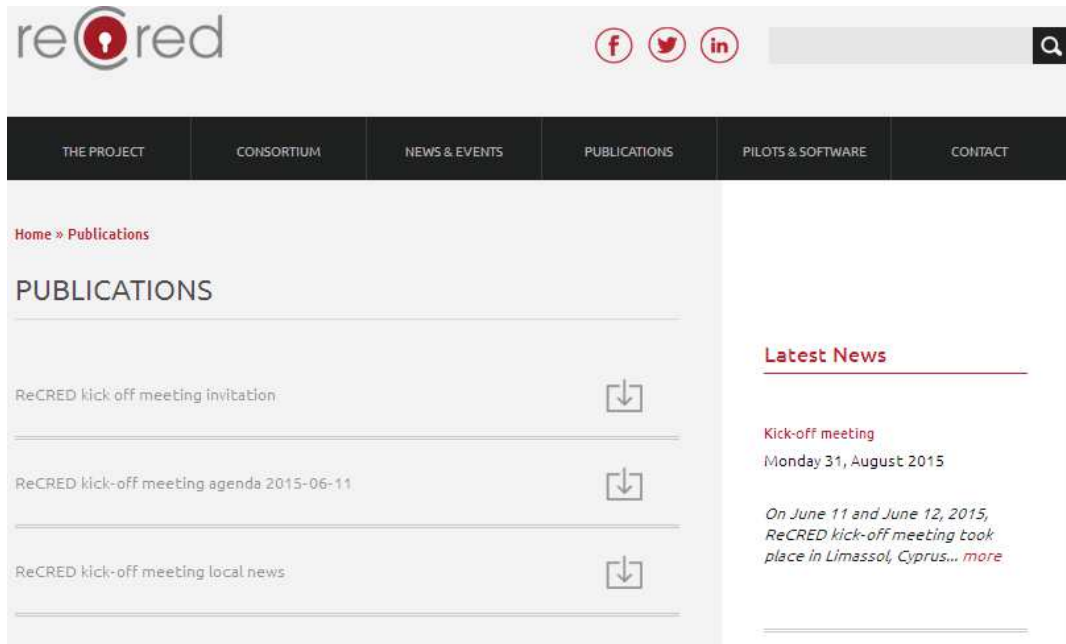 reCred
THE PROJECT
CONSORTIUM
NEWS & EVENTS
PUBLICATIONS
PILOTS & SOFTWARE
CONTACT
Home » Publications
PUBLICATIONS
ReCRED kick off meeting invitation
ReCRED kick-off meeting agenda 2015-06-11
ReCRED kick-off meeting local news
Latest News
Kick-off meeting
Monday 31, August 2015
On June 11 and June 12, 2015,
ReCRED kick-off meeting took
place in Limassol, Cyprus... more